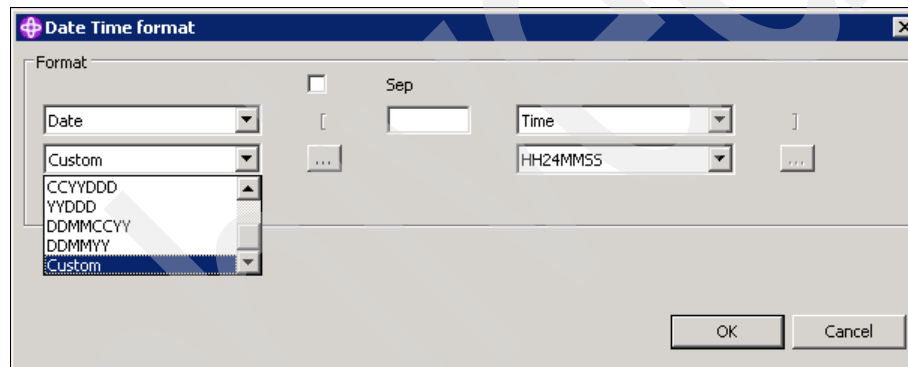 Date Time format
Format
Sep
Date [ Time ]
Custom ... HH24MMSS ...
CCYYDDD
YYDDD
DDMMCCYY
DDMMYY
Custom
OK Cancel